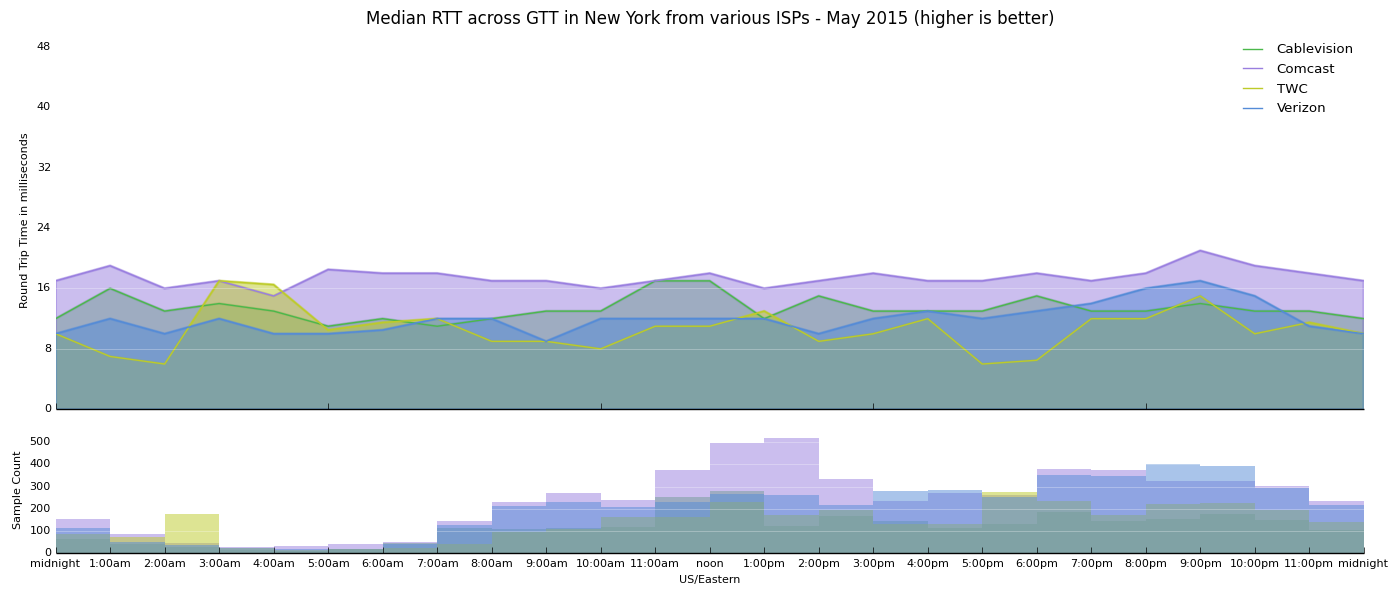 Median RTT across GTT in New York from various ISPs - May 2015 (higher is better)
Cablevision
Comcast
TWC
Verizon
Round Trip Time in milliseconds
48
40
32
24
16
8
0
Sample Count
500
400
300
200
100
0
midnight 1:00am 2:00am 3:00am 4:00am 5:00am 6:00am 7:00am 8:00am 9:00am 10:00am 11:00am noon 1:00pm 2:00pm 3:00pm 4:00pm 5:00pm 6:00pm 7:00pm 8:00pm 9:00pm 10:00pm 11:00pm midnight
US/Eastern